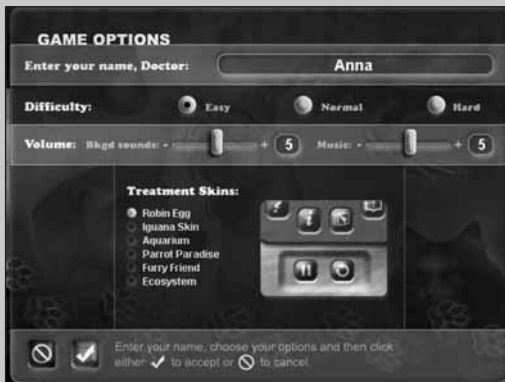 GAME OPTIONS
Enter your name, Doctor: Anna
Difficulty: Easy Normal Hard
Volume: Bkgd sounds: - + 5 Music: - + 5
Treatment Skins:
Robin Egg
Iguana Skin
Aquarium
Parrot Paradise
Furry Friend
Ecosystem
Enter your name, choose your options and then click
either to accept or to cancel.